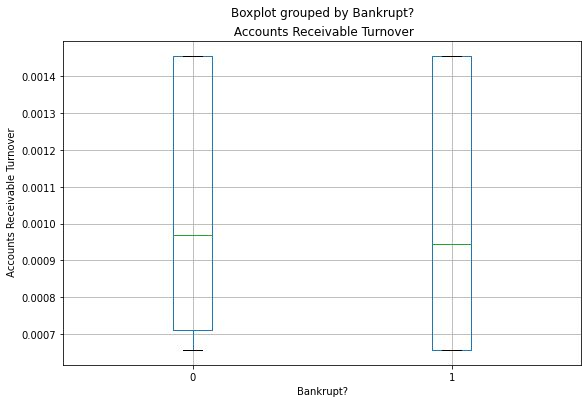 Boxplot grouped by Bankrupt?
Accounts Receivable Turnover
Accounts Receivable Turnover
0.0014
0.0013
0.0012
0.0011
0.0010
0.0009
0.0008
0.0007
0 1
Bankrupt?